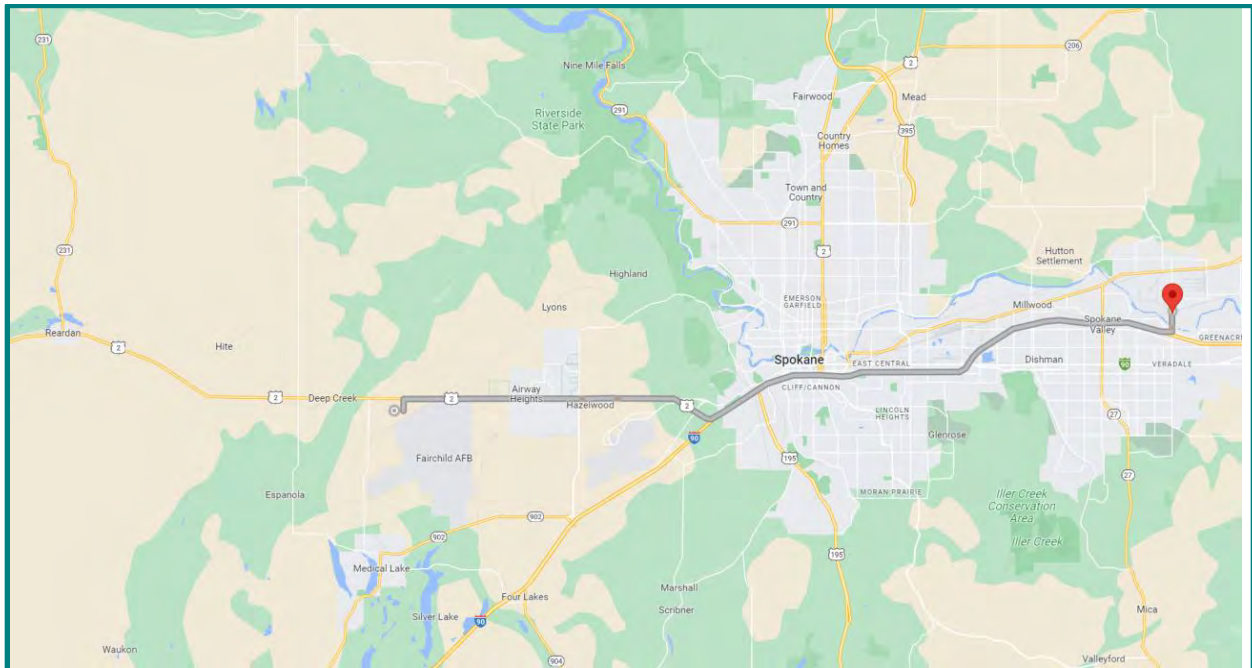 231
206
2
Nine Mile Falls
Fairwood
Mead
291
Riverside
State Park
395
Country
Homes
Town and
Country
291
231
2
Hutton
Settlement
Highland
EMERSON
GARFIELD
Millwood
Lyons
Spokane
Valley
Reardan
GREENACRE
2
Hite
Spokane
EAST CENTRAL
Dishman
90
VERADALE
CLIFF/CANNON
Airway
Heights
2
Deep Creek
2
Hazelwood
2
LINCOLN
HEIGHTS
27
Glenrose
90
195
Fairchild AFB
27
Espanola
MORAN PRAIRIE
Iller Creek
Conservation
Area
902
902
Iller Creek
195
Medical Lake
Marshall
Four Lakes
Scribner
Mica
Silver Lake
90
Waukon
904
Valleyford